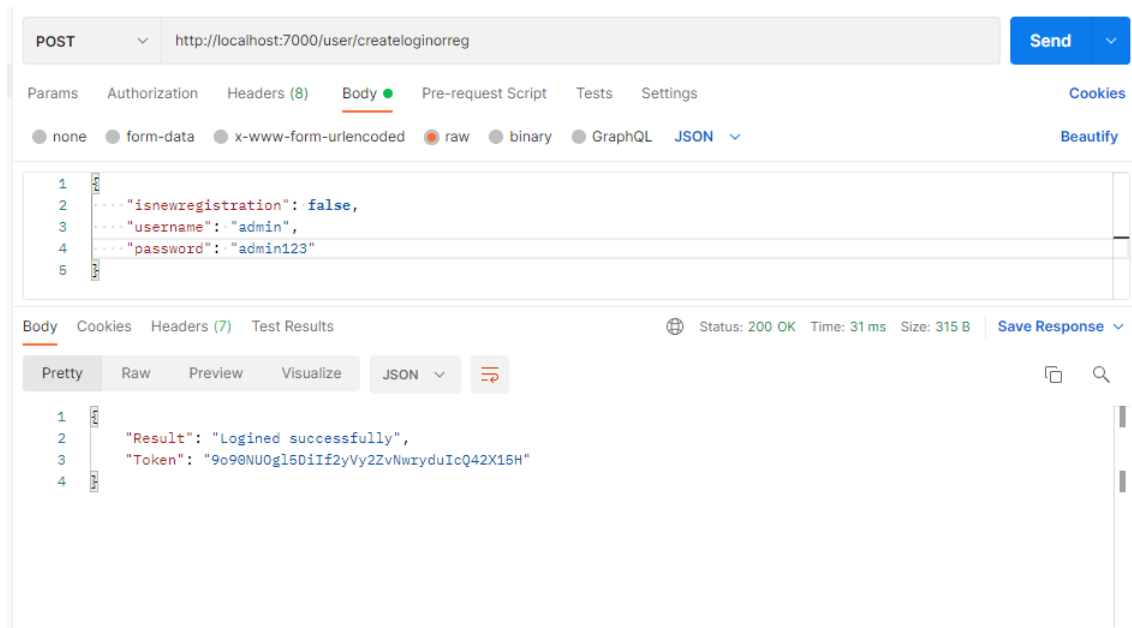 POST http://localhost:7000/user/createloginorreg Send
Params Authorization Headers (8) Body Pre-request Script Tests Settings Cookies
none form-data x-www-form-urlencoded raw binary GraphQL JSON Beautify
1 {
2 "isnewregistration": false,
3 "username": "admin",
4 "password": "admin123"
5 }
Body Cookies Headers (7) Test Results Status: 200 OK Time: 31 ms Size: 315 B Save Response
Pretty Raw Preview Visualize JSON
1 {
2 "Result": "Logined successfully",
3 "Token": "9o90NUOgl5DiIf2yVy2ZvNwryduIcQ42X15H"
4 }